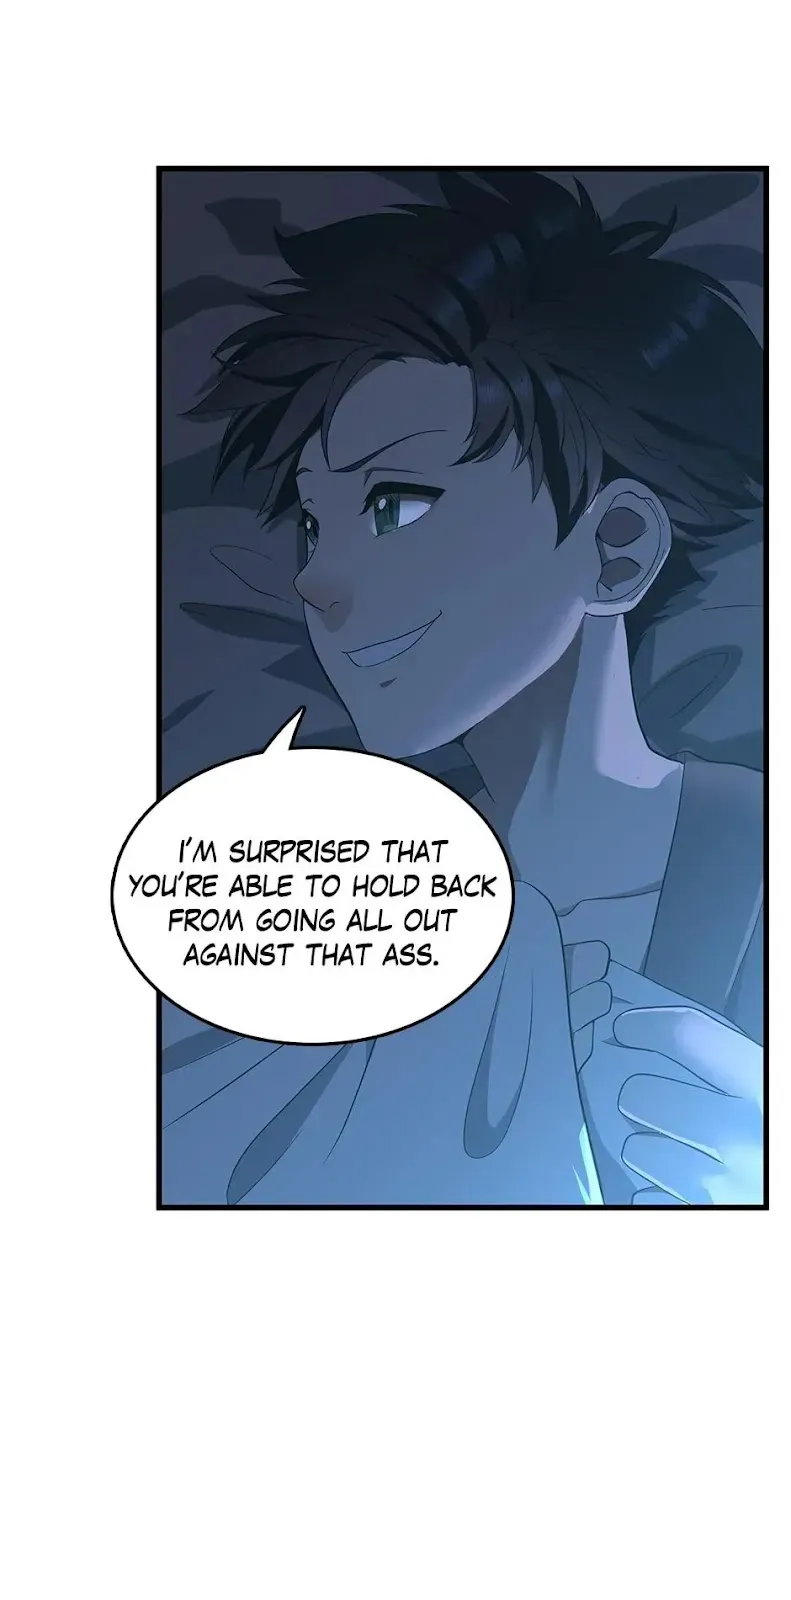 I'M SURPRISED THAT
YOU'RE ABLE TO HOLD BACK
FROM GOING ALL OUT
AGAINST THAT ASS.